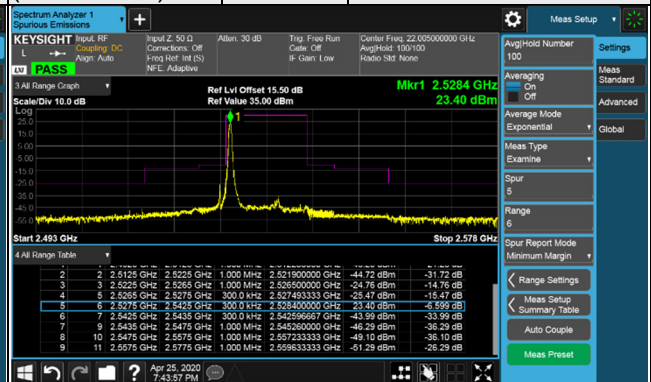 Spectrum Analyzer 1
Spurious Emissions
Meas Setup
KEYSIGHT
L
LXI PASS
Input: RF
Coupling: DC
Align: Auto
Input Z: 50 Ω
Corrections: Off
Freq Ref: Int (S)
NFE: Adaptive
Atten: 30 dB
Trig: Free Run
Gate: Off
IF Gain: Low
Center Freq: 22.005000000 GHz
Avg|Hold: 100/100
Radio Std: None
3 All Range Graph
Scale/Div 10.0 dB
Log
Ref Lvl Offset 15.50 dB
Ref Value 35.00 dBm
Mkr1 2.5284 GHz
23.40 dBm
1
25.0
15.0
5.00
-5.00
-15.0
-25.0
-35.0
-45.0
-55.0
Start 2.493 GHz
Stop 2.578 GHz
4 All Range Table
2 2 2.5125 GHz 2.5225 GHz 1.000 MHz 2.521900000 GHz -44.72 dBm -31.72 dB
3 3 2.5225 GHz 2.5265 GHz 1.000 MHz 2.526500000 GHz -24.76 dBm -14.76 dB
4 5 2.5265 GHz 2.5275 GHz 300.0 kHz 2.527493333 GHz -25.47 dBm -15.47 dB
5 6 2.5275 GHz 2.5425 GHz 300.0 kHz 2.528400000 GHz 23.40 dBm -6.599 dB
6 7 2.5425 GHz 2.5435 GHz 300.0 kHz 2.542596667 GHz -43.99 dBm -33.99 dB
7 9 2.5435 GHz 2.5475 GHz 1.000 MHz 2.545260000 GHz -46.29 dBm -36.29 dB
8 10 2.5475 GHz 2.5575 GHz 1.000 MHz 2.557233333 GHz -49.10 dBm -36.10 dB
9 11 2.5575 GHz 2.5775 GHz 1.000 MHz 2.559633333 GHz -51.29 dBm -26.29 dB
Apr 25, 2020
7:43:57 PM
Avg|Hold Number
100
Averaging
On
Off
Average Mode
Exponential
Meas Type
Examine
Spur
5
Range
6
Spur Report Mode
Minimum Margin
Range Settings
Meas Setup
Summary Table
Auto Couple
Meas Preset
Settings
Meas
Standard
Advanced
Global